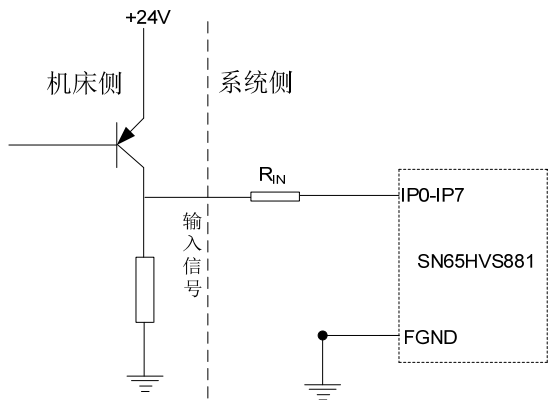 +24V
机床侧
系统侧
RIN
IP0-IP7
输入信号
SN65HVS881
FGND